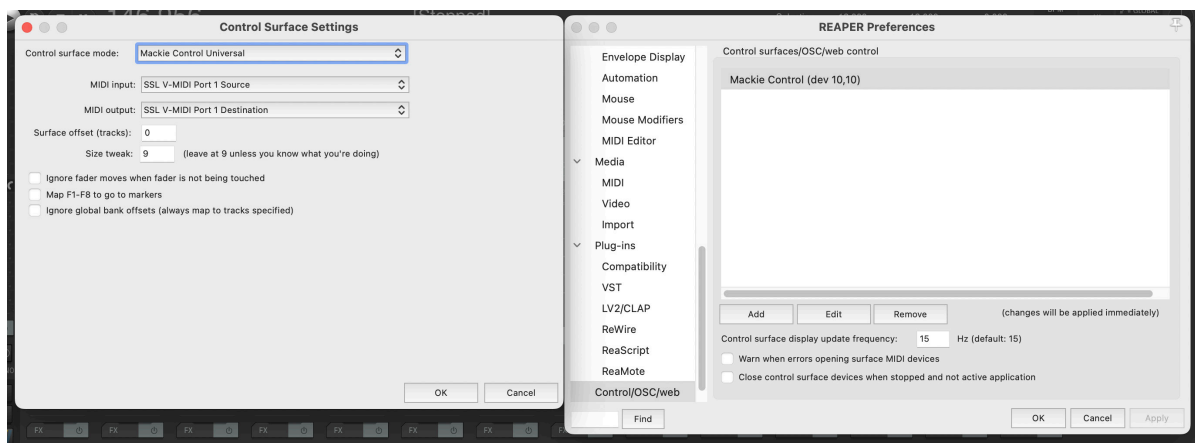 Control Surface Settings
Control surface mode: Mackie Control Universal
MIDI input: SSL V-MIDI Port 1 Source
MIDI output: SSL V-MIDI Port 1 Destination
Surface offset (tracks): 0
Size tweak: 9 (leave at 9 unless you know what you're doing)
Ignore fader moves when fader is not being touched
Map F1-F8 to go to markers
Ignore global bank offsets (always map to tracks specified)
OK Cancel
REAPER Preferences
Envelope Display
Automation
Mouse
Mouse Modifiers
MIDI Editor
Media
MIDI
Video
Import
Plug-ins
Compatibility
VST
LV2/CLAP
ReWire
ReaScript
ReaMote
Control/OSC/web
Find
Control surfaces/OSC/web control
Mackie Control (dev 10,10)
Add Edit Remove (changes will be applied immediately)
Control surface display update frequency: 15 Hz (default: 15)
Warn when errors opening surface MIDI devices
Close control surface devices when stopped and not active application
OK Cancel Apply
FX FX FX FX FX FX FX